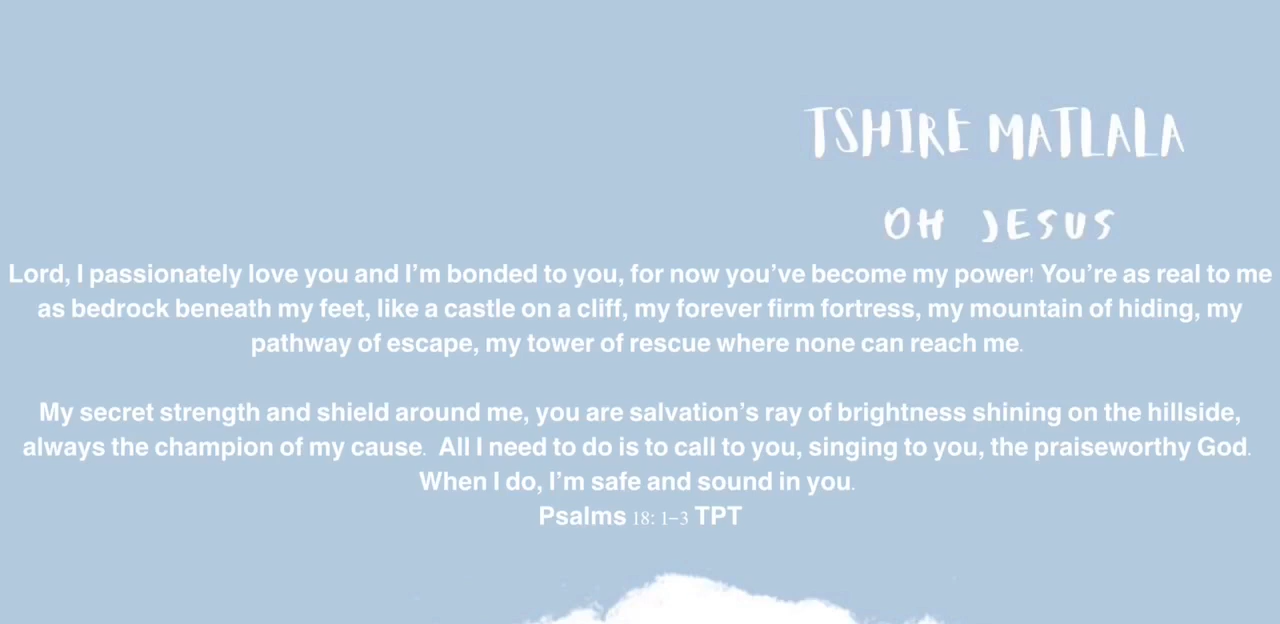 TSHIRE MATLALA
OH JESUS
Lord, I passionately love you and I’m bonded to you, for now you’ve become my power! You’re as real to me
as bedrock beneath my feet, like a castle on a cliff, my forever firm fortress, my mountain of hiding, my
pathway of escape, my tower of rescue where none can reach me.
My secret strength and shield around me, you are salvation’s ray of brightness shining on the hillside,
always the champion of my cause. All I need to do is to call to you, singing to you, the praiseworthy God.
When I do, I’m safe and sound in you.
Psalms 18: 1–3 TPT